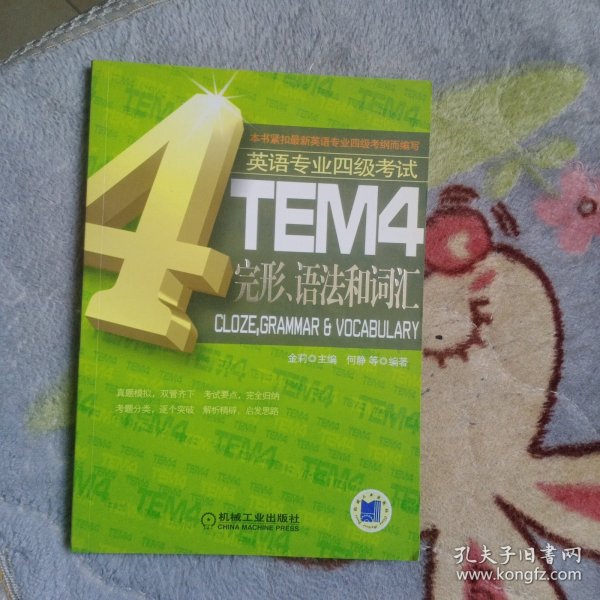 本书紧扣最新英语专业四级考纲而编写
英语专业四级考试
4
TEM4
完形、语法和词汇
CLOZE,GRAMMAR & VOCABULARY
金莉◎主编 何静 等◎编著
真题模拟，双管齐下 考试要点，完全归纳
考题分类，逐个突破 解析精辟，启发思路
机械工业出版社
CHINA MACHINE PRESS
孔夫子旧书网
www.kongfz.com